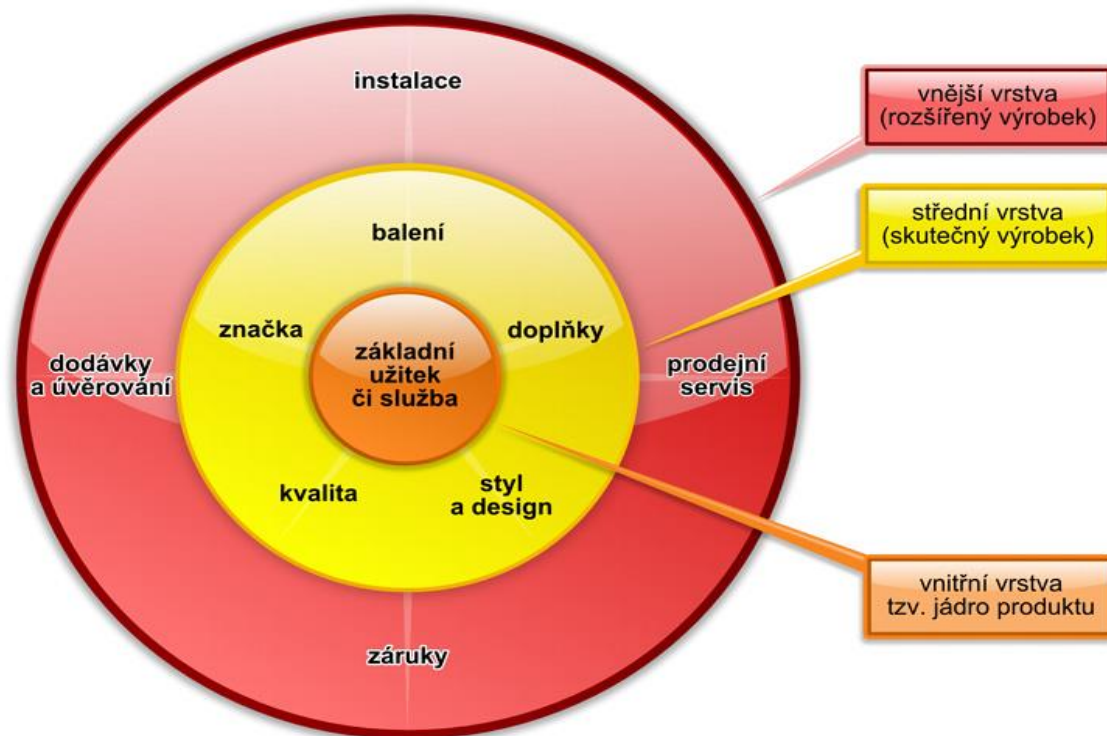 instalace
vnější vrstva
(rozšířený výrobek)
balení
střední vrstva
(skutečný výrobek)
značka
doplňky
základní
užitek
či služba
dodávky
a úvěrování
prodejní
servis
kvalita
styl
a design
vnitřní vrstva
tzv. jádro produktu
záruky